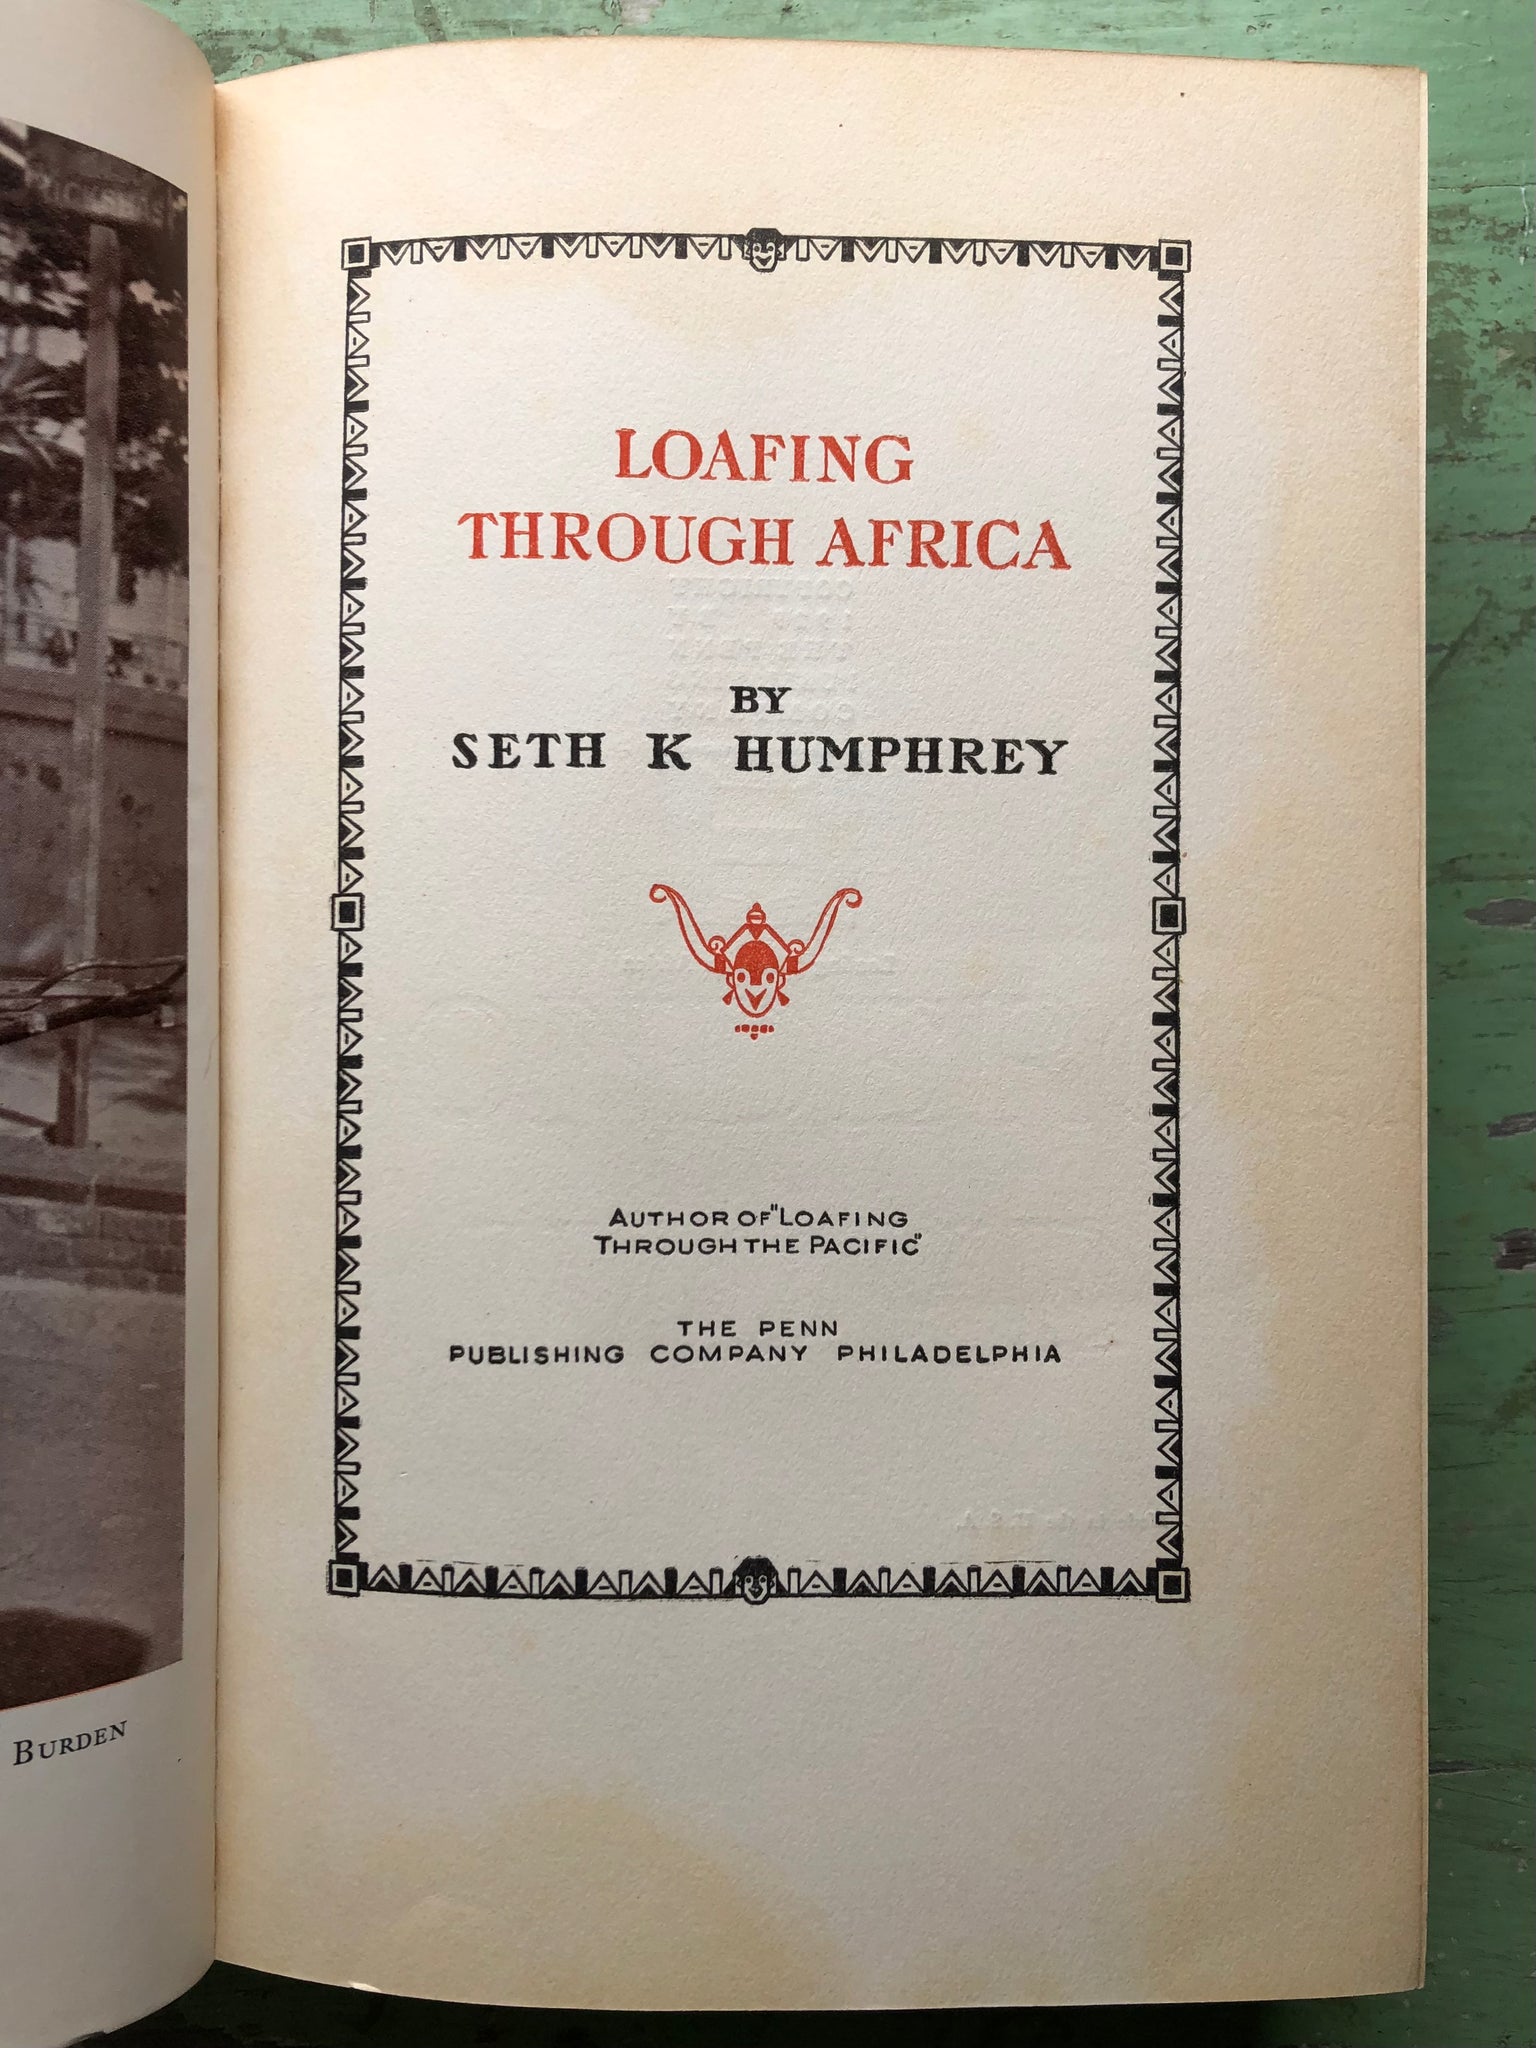 LOAFING
THROUGH AFRICA
BY
SETH K HUMPHREY
AUTHOR OF "LOAFING
THROUGH THE PACIFIC"
THE PENN
PUBLISHING COMPANY PHILADELPHIA
BURDEN